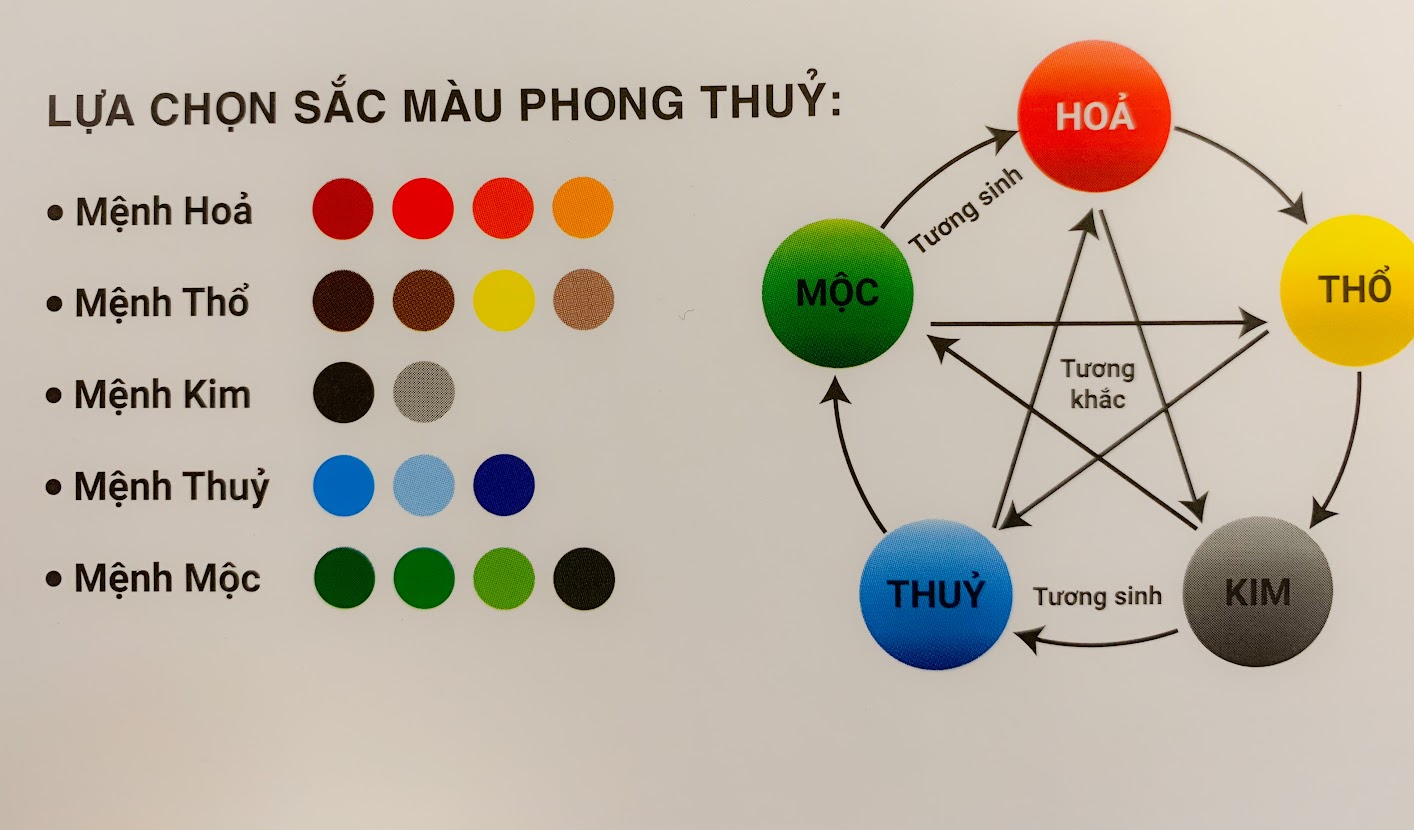 LỰA CHỌN SẮC MÀU PHONG THUỶ:
• Mệnh Hoả
• Mệnh Thổ
• Mệnh Kim
• Mệnh Thuỷ
• Mệnh Mộc
HOẢ
Tương sinh
MỘC
THỔ
Tương
khắc
THUỶ
Tương sinh
KIM